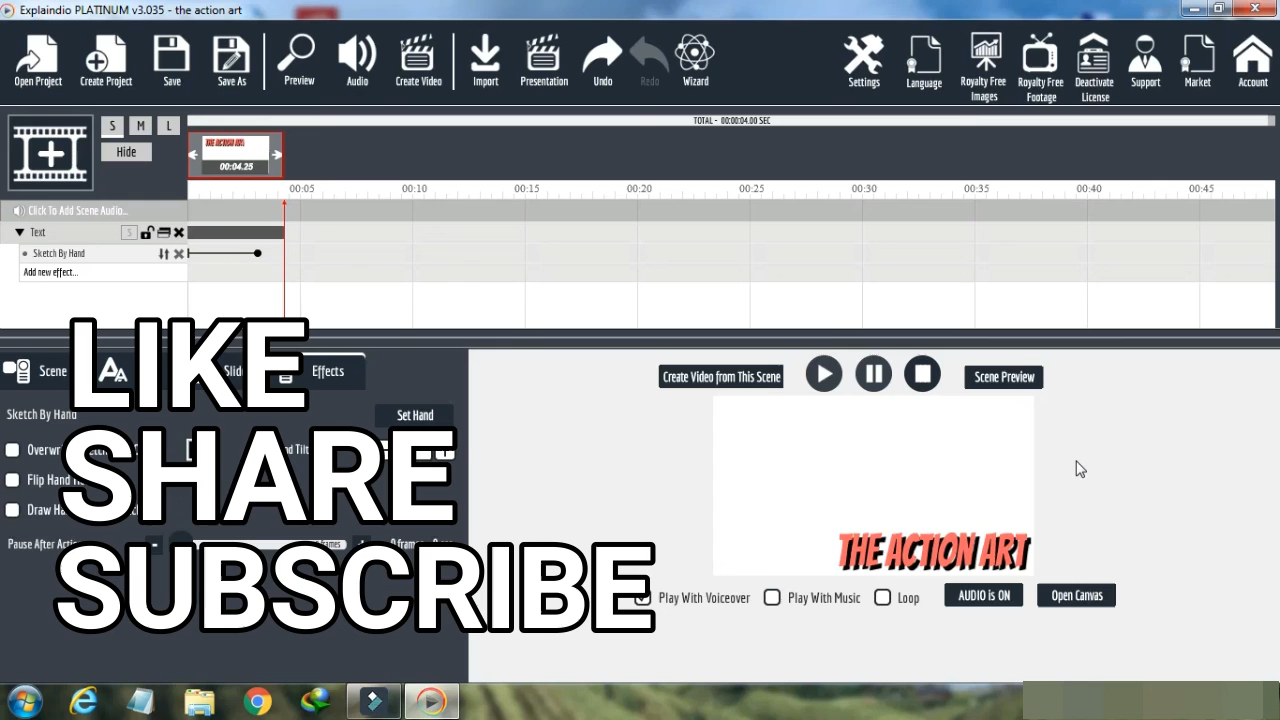 Explaindio PLATINUM v3.035 - the action art
Open Project Create Project Save Save As Preview Audio Create Video Import Presentation Undo Redo Wizard Settings Language Royalty Free Images Royalty Free Footage Deactivate License Support Market Account
S M L
Hide
TOTAL - 00:00:04.00 SEC
THE ACTION ART
00:04.25
00:05 00:10 00:15 00:20 00:25 00:30 00:35 00:40 00:45
Click To Add Scene Audio...
Text S
Sketch By Hand
Add new effect...
LIKE
SHARE
SUBSCRIBE
Scene Effects
Create Video from This Scene
Scene Preview
Sketch By Hand Set Hand
Flip Hand
Pause After
THE ACTION ART
Play With Voiceover Play With Music Loop AUDIO is ON Open Canvas